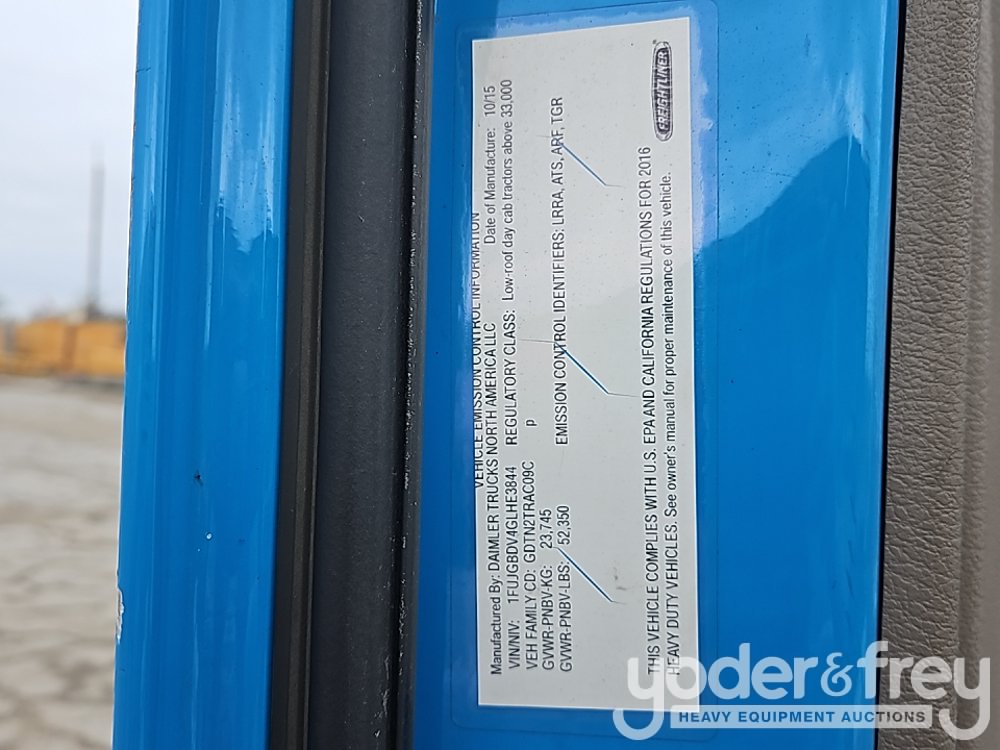 VEHICLE EMISSION CONTROL INFORMATION
Manufactured By: DAIMLER TRUCKS NORTH AMERICA LLC Date of Manufacture: 10/15
VIN/NIV: 1FUJGBDV4GLHE3844 REGULATORY CLASS: Low-roof day cab tractors above 33,000
VEH FAMILY CD: GDTN2TRAC09C p
GVWR-PNBV-KG: 23,745
GVWR-PNBV-LBS: 52,350 EMISSION CONTROL IDENTIFIERS: LRRA, ATS, ARF, TGR
THIS VEHICLE COMPLIES WITH U.S. EPA AND CALIFORNIA REGULATIONS FOR 2016
HEAVY DUTY VEHICLES. See owner's manual for proper maintenance of this vehicle.
FREIGHTLINER
yoder&frey
HEAVY EQUIPMENT AUCTIONS